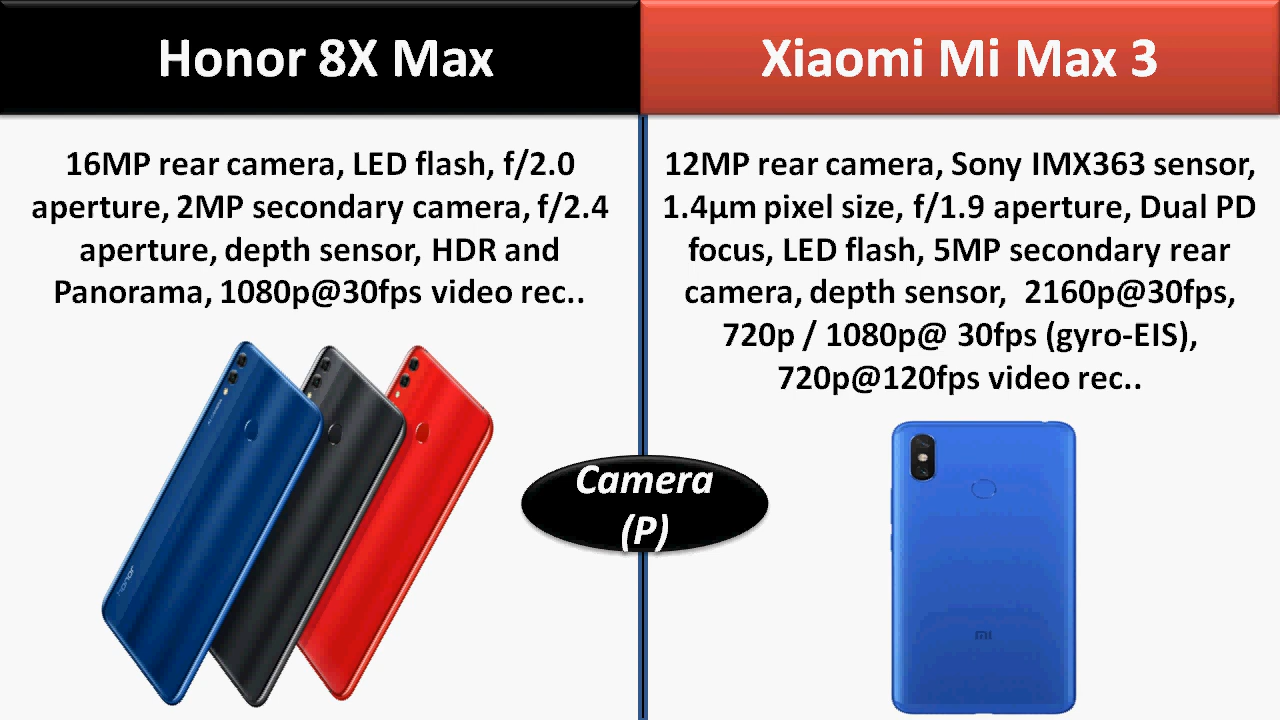 Honor 8X Max
Xiaomi Mi Max 3
16MP rear camera, LED flash, f/2.0
aperture, 2MP secondary camera, f/2.4
aperture, depth sensor, HDR and
Panorama, 1080p@30fps video rec..
12MP rear camera, Sony IMX363 sensor,
1.4µm pixel size, f/1.9 aperture, Dual PD
focus, LED flash, 5MP secondary rear
camera, depth sensor,  2160p@30fps,
720p / 1080p@ 30fps (gyro-EIS),
720p@120fps video rec..
Camera
(P)
honor
MI